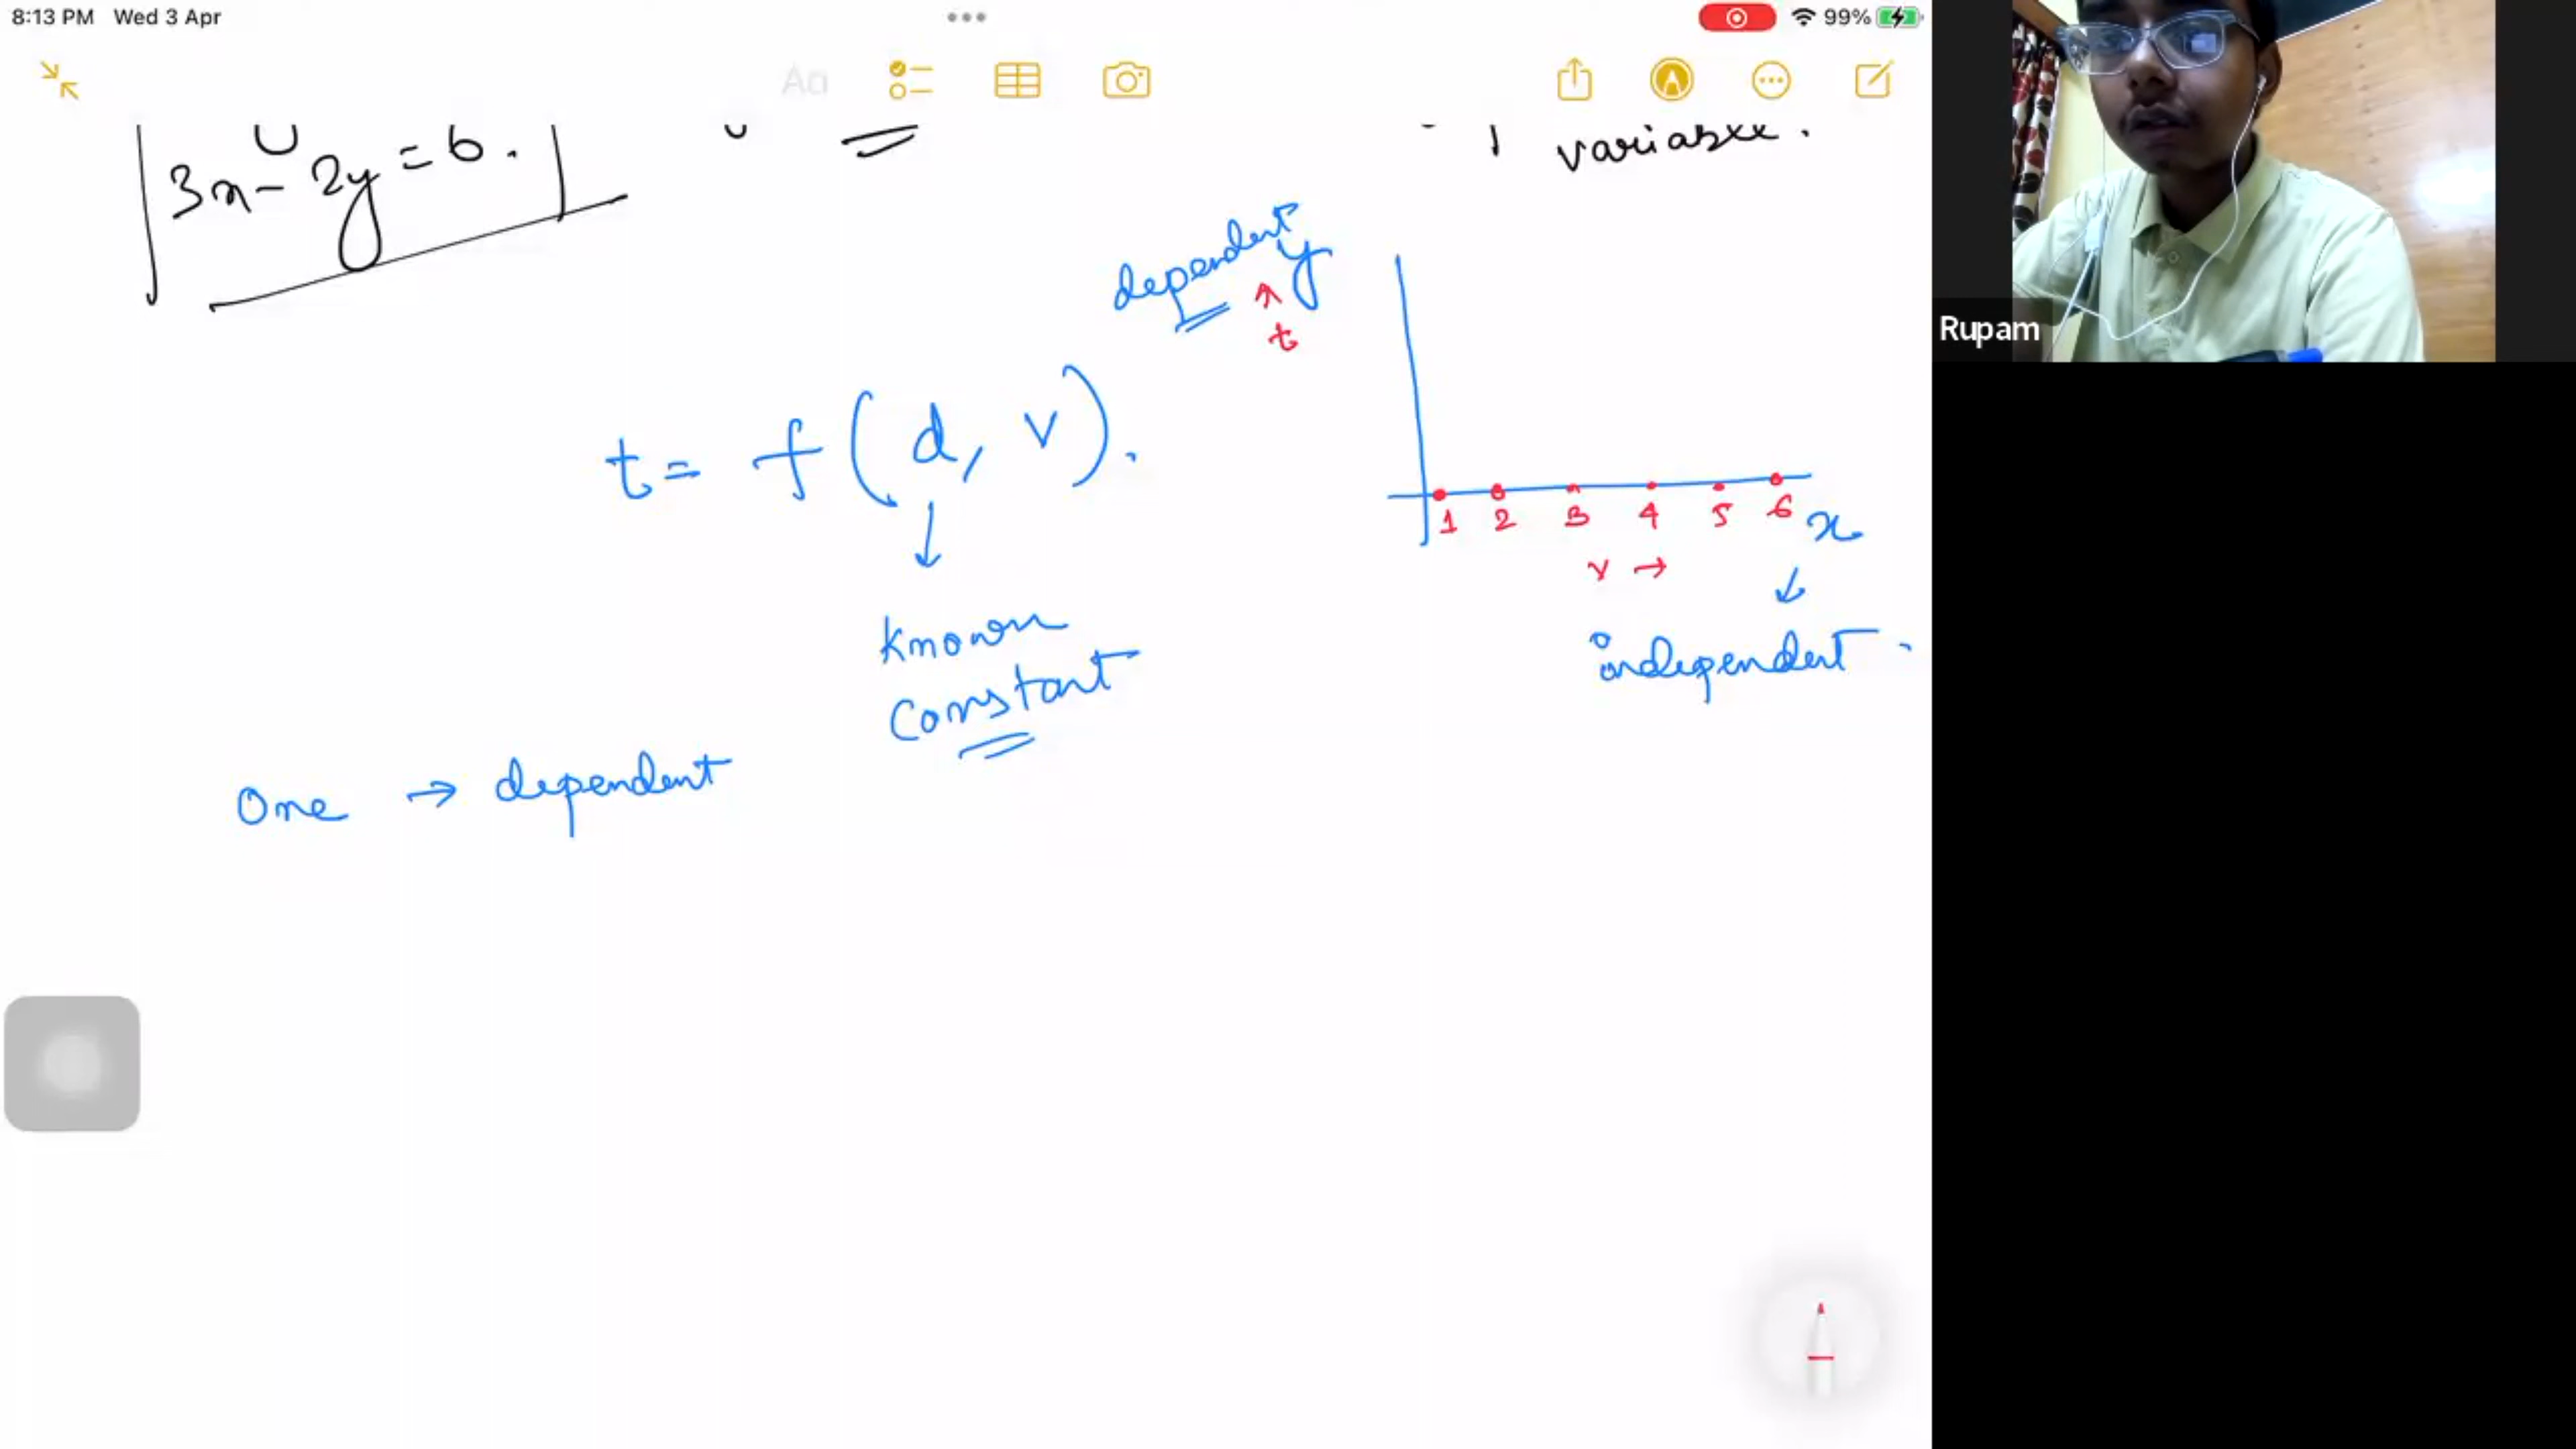 8:13 PM Wed 3 Apr
99%
Aa
3x - 2y = 6.
variable.
dependent y
t
t = f(d, v).
1 2 3 4 5 6 x
v →
known
constant
independent.
One → dependent
Rupam